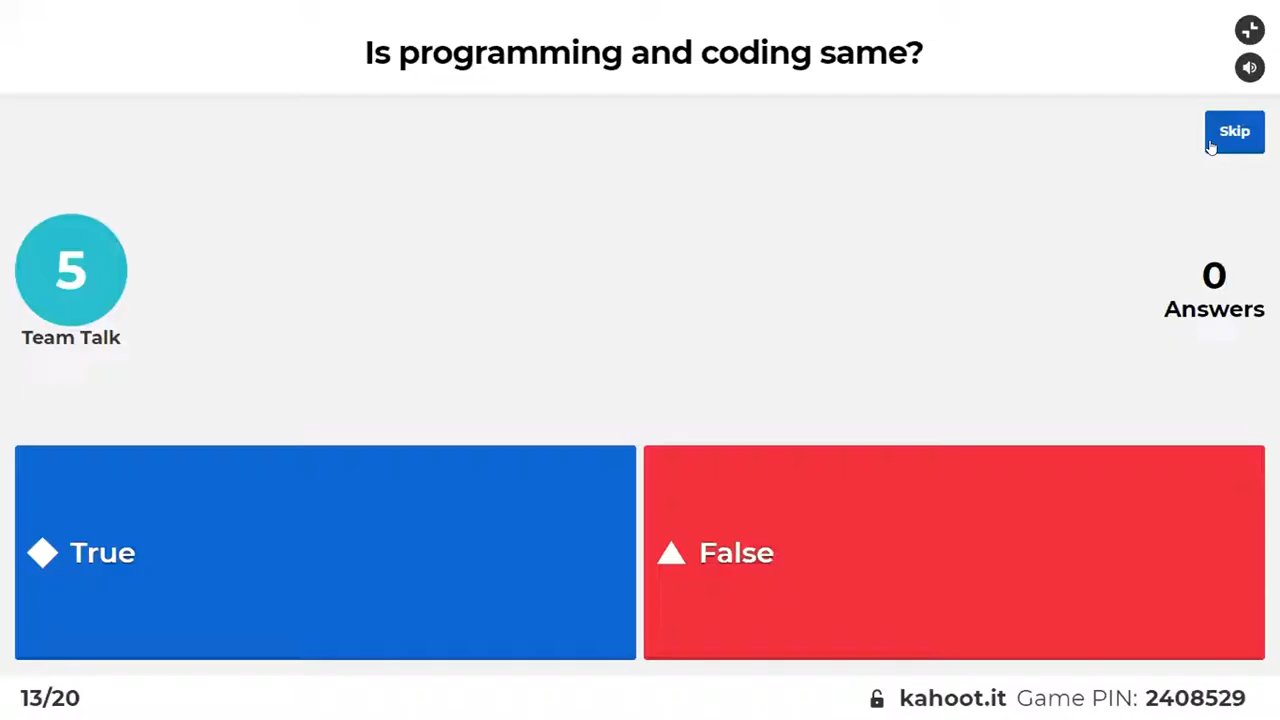 Is programming and coding same?
Skip
5
Team Talk
0
Answers
True
False
13/20
kahoot.it Game PIN: 2408529